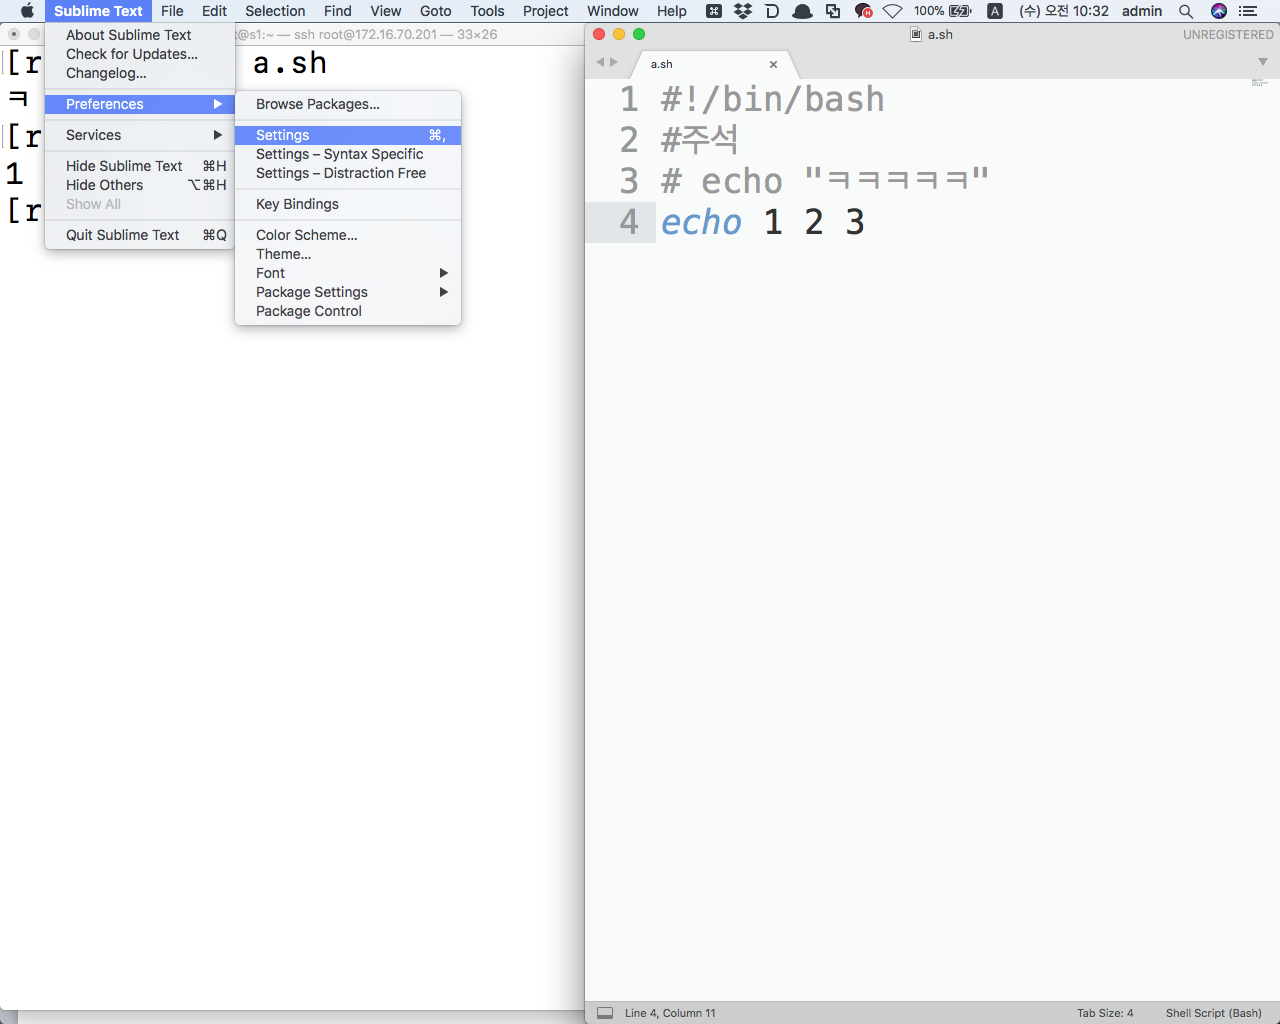 Sublime Text File Edit Selection Find View Goto Tools Project Window Help 100% A (수) 오전 10:32 admin
About Sublime Text
Check for Updates...
Changelog...
Preferences
Services
Hide Sublime Text ⌘H
Hide Others ⌥⌘H
Show All
Quit Sublime Text ⌘Q
Browse Packages...
Settings ⌘,
Settings – Syntax Specific
Settings – Distraction Free
Key Bindings
Color Scheme...
Theme...
Font
Package Settings
Package Control
@s1:~ — ssh root@172.16.70.201 — 33×26
[r a.sh
ㅋ
[r
1
[r
a.sh UNREGISTERED
a.sh ×
1 #!/bin/bash
2 #주석
3 # echo "ㅋㅋㅋㅋㅋ"
4 echo 1 2 3
Line 4, Column 11 Tab Size: 4 Shell Script (Bash)